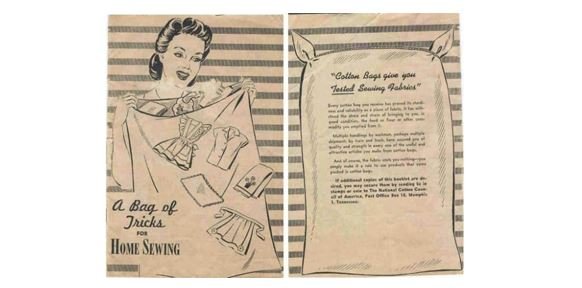 A Bag of
Tricks
FOR
HOME SEWING
"Cotton Bags give you
Tested Sewing Fabrics"
Every cotton bag you receive has proved its sturdi-
ness and reliability as a piece of fabric. It has with-
stood the stress and strain of bringing to you, in
good condition, the feed or flour or other com-
modity you emptied from it.
Multiple handlings by workmen, perhaps multiple
shipments by train and truck, have assured you of
quality and strength in every one of the useful and
attractive articles you make from cotton bags.
And of course, the fabric costs you nothing—you
simply make it a rule to use products that come
packed in cotton bags.
If additional copies of this booklet are de-
sired, you may secure them by sending 5c in
stamps or coin to The National Cotton Coun-
cil of America, Post Office Box 18, Memphis
1, Tennessee.